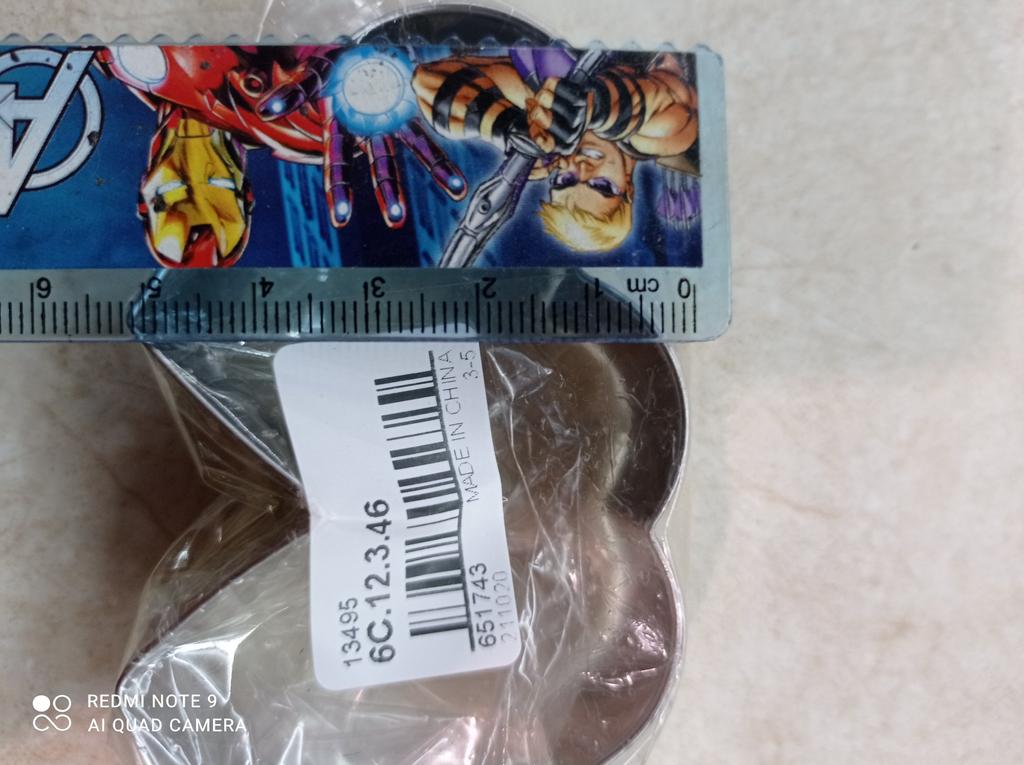 0 cm 1 2 3 4 5 6
13495
6C.12.3.46
651743
211020
MADE IN CHINA
3-5
REDMI NOTE 9
AI QUAD CAMERA